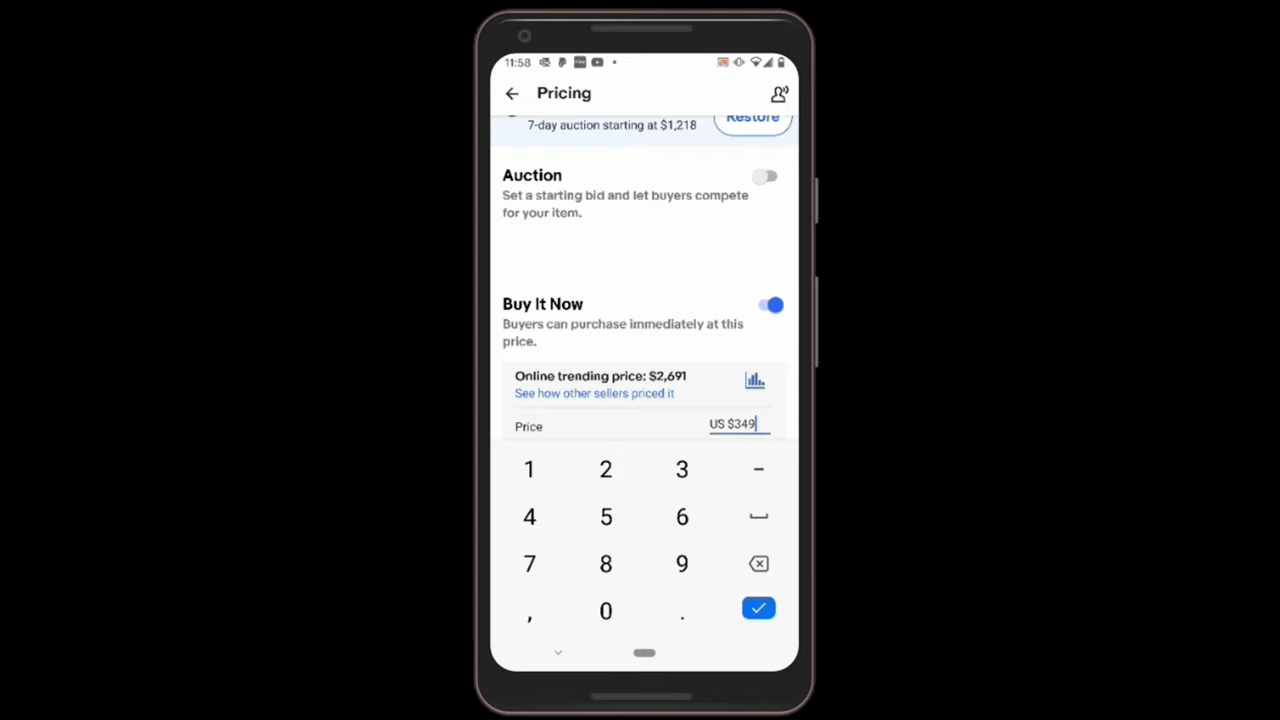 11:58
Pricing
7-day auction starting at $1,218
Restore
Auction
Set a starting bid and let buyers compete
for your item.
Buy It Now
Buyers can purchase immediately at this
price.
Online trending price: $2,691
See how other sellers priced it
Price
US $349
1 2 3 -
4 5 6
7 8 9
, 0 .